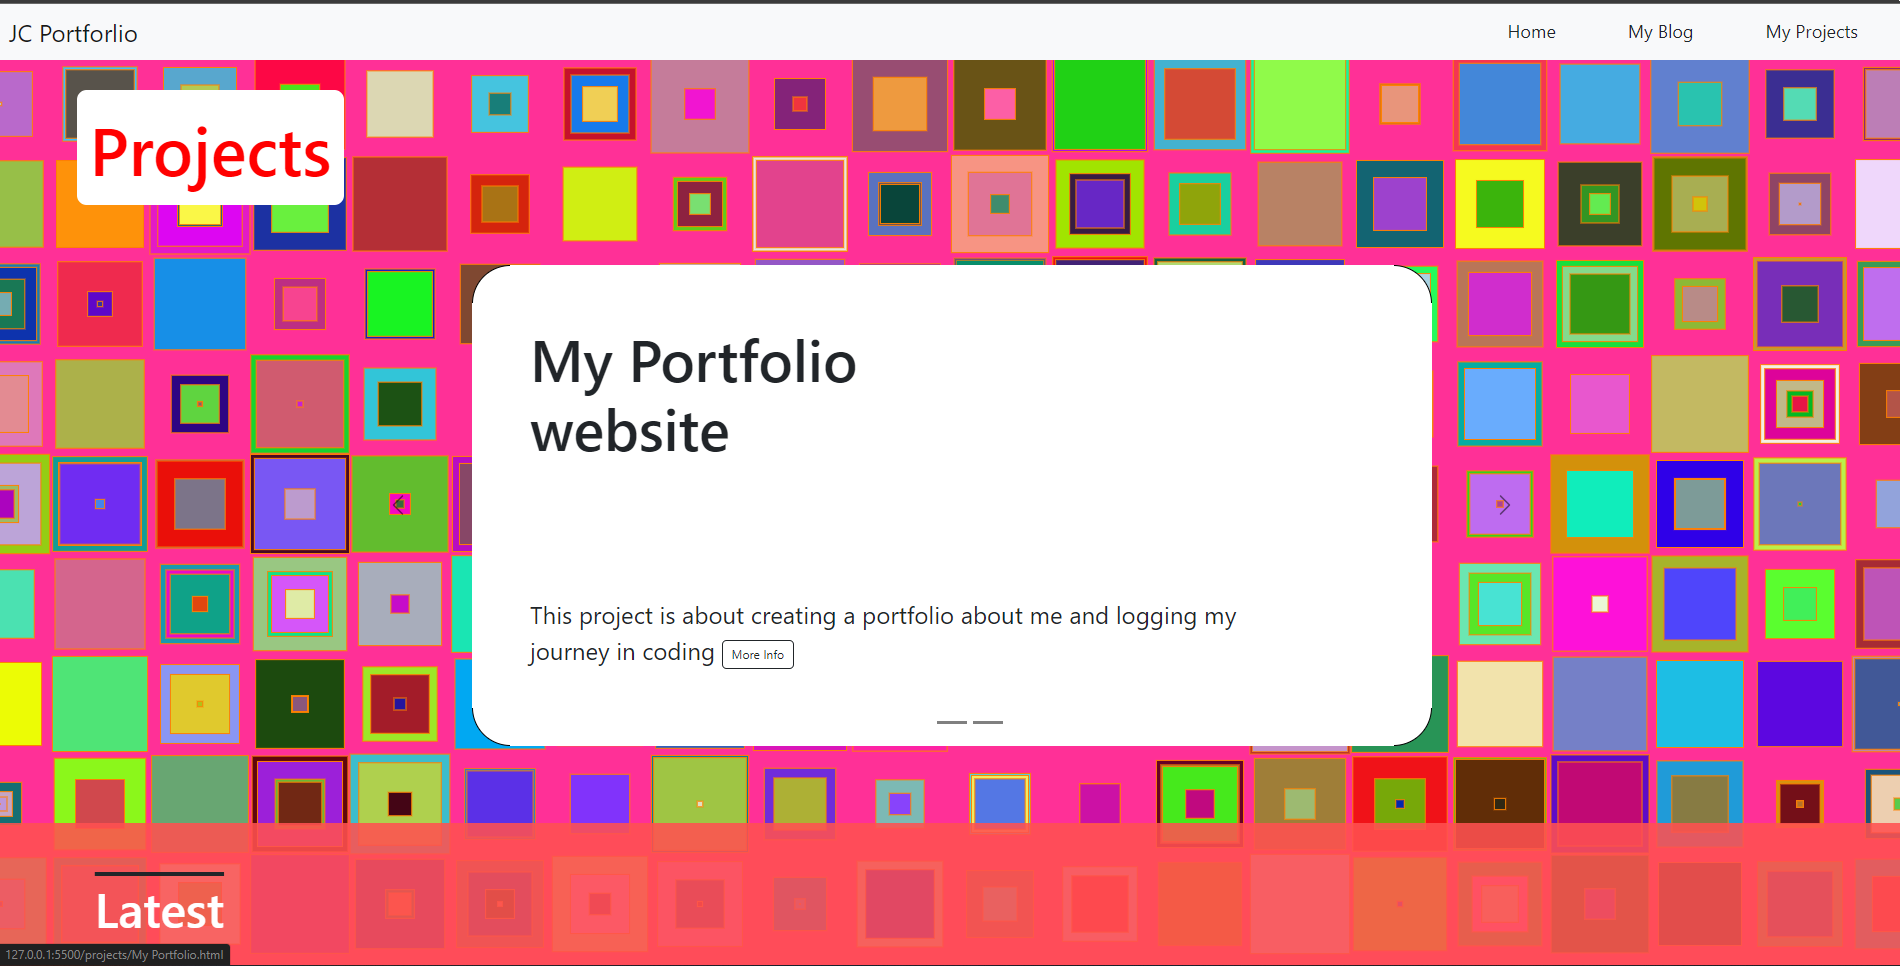 JC Portforlio
Home
My Blog
My Projects
Projects
My Portfolio
website
This project is about creating a portfolio about me and logging my
journey in coding More Info
Latest
127.0.0.1:5500/projects/My Portfolio.html